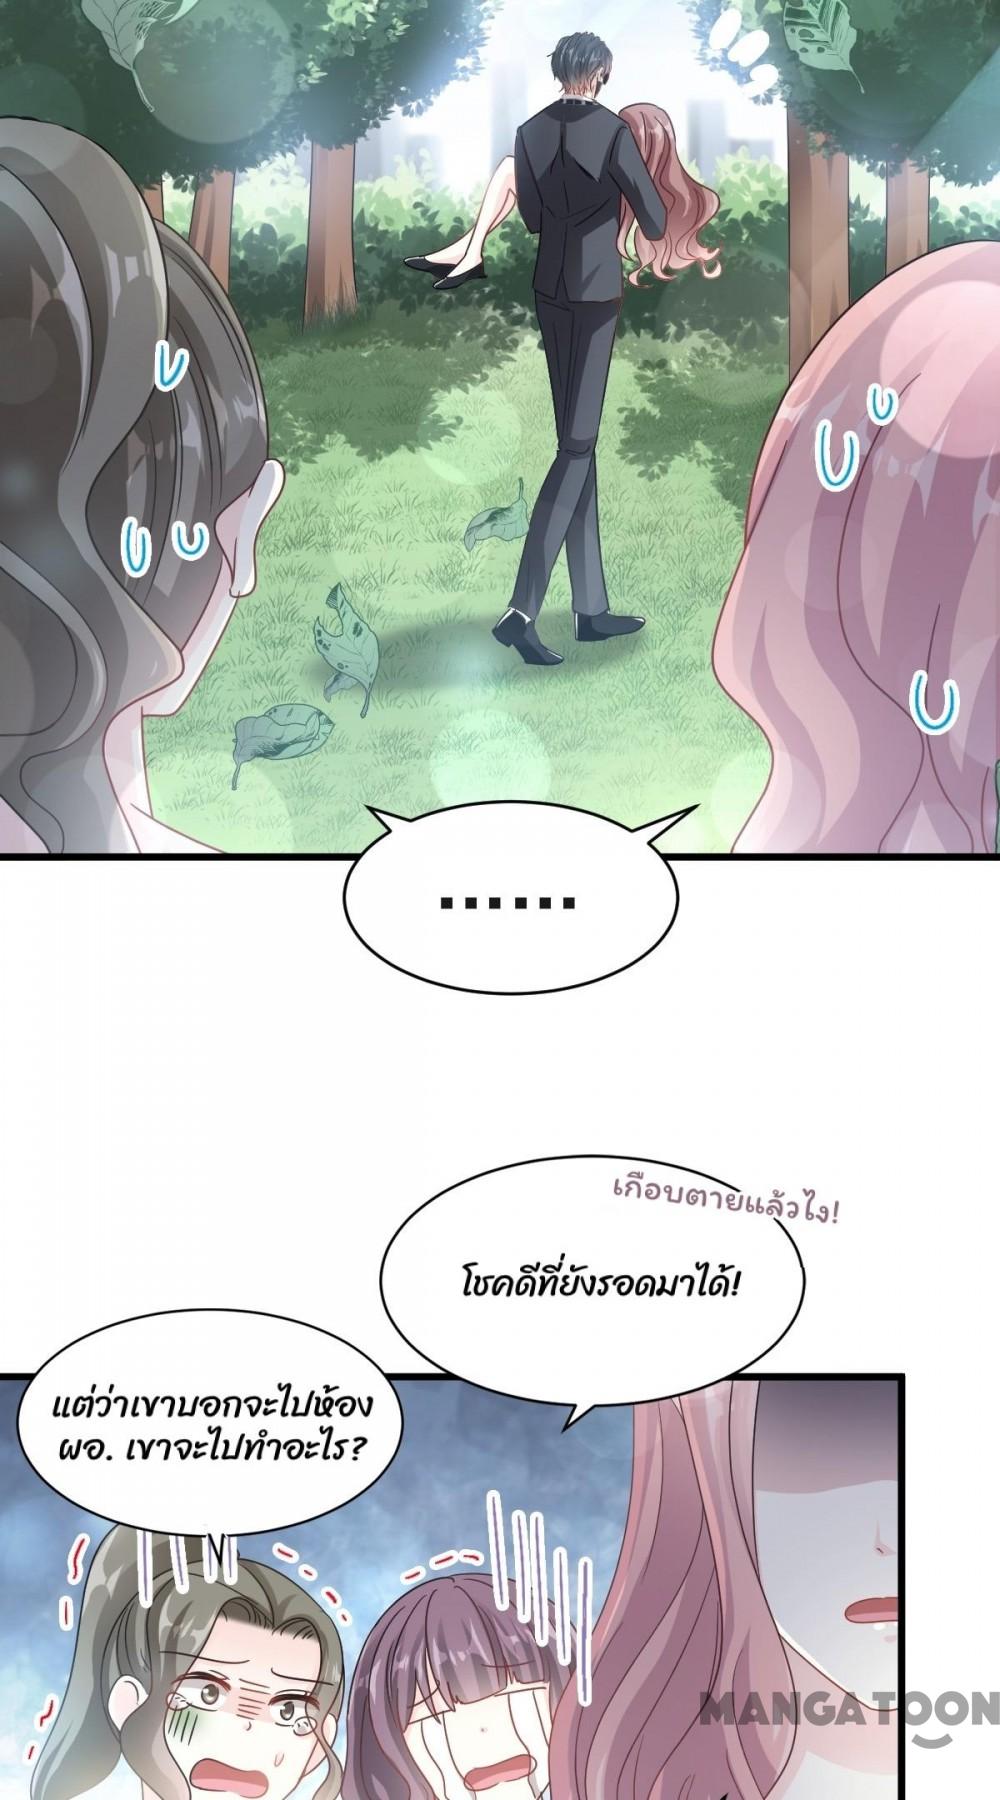 ......
เกือบตายแล้วไง!
โชคดีที่ยังรอดมาได้!
แต่ว่าเขาบอกจะไปห้อง
ผอ. เขาจะไปทำอะไร?
MANGATOON